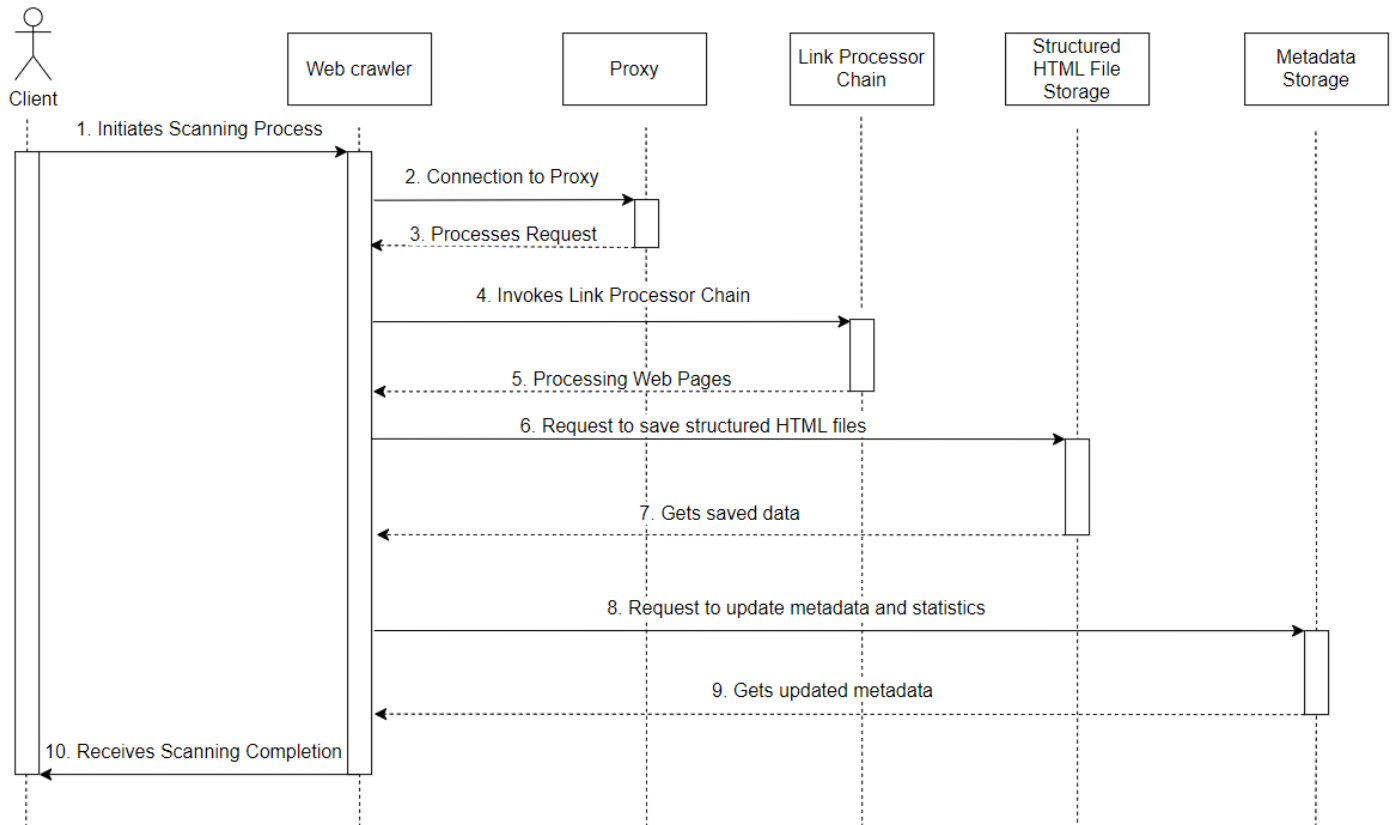 Client
Web crawler
Proxy
Link Processor
Chain
Structured
HTML File
Storage
Metadata
Storage
1. Initiates Scanning Process
2. Connection to Proxy
3. Processes Request
4. Invokes Link Processor Chain
5. Processing Web Pages
6. Request to save structured HTML files
7. Gets saved data
8. Request to update metadata and statistics
9. Gets updated metadata
10. Receives Scanning Completion